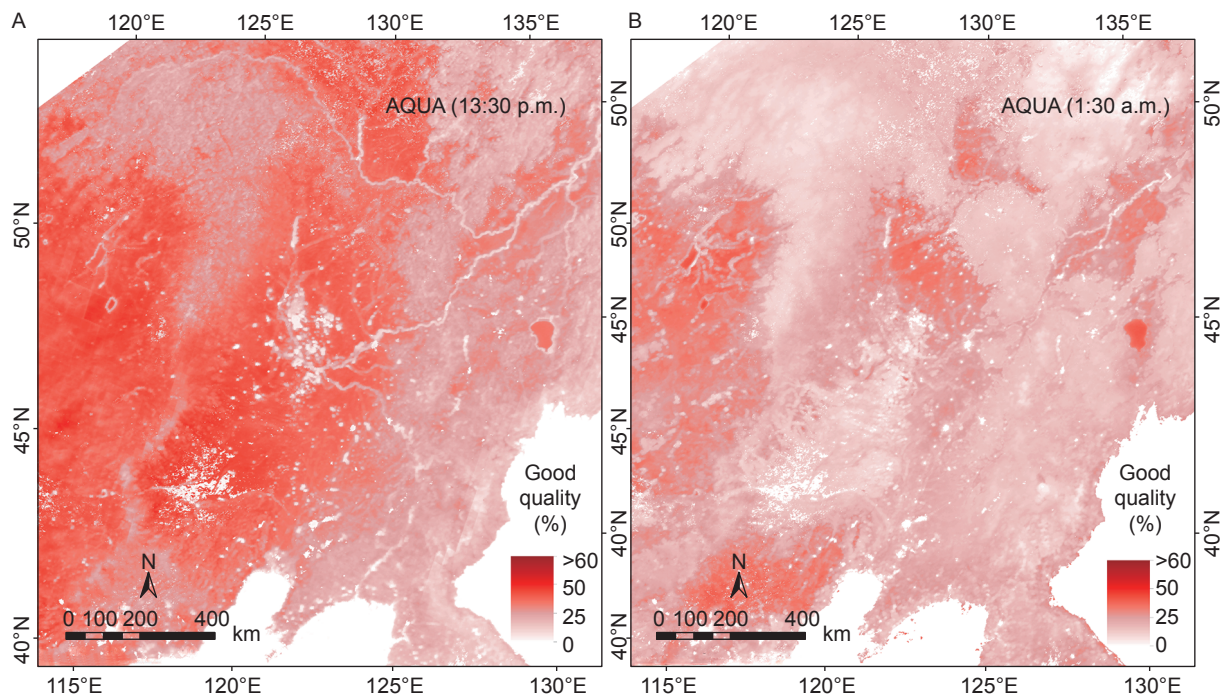 A
120°E 125°E 130°E 135°E
AQUA (13:30 p.m.)
50°N
45°N
40°N
50°N
45°N
40°N
Good
quality
(%)
>60
50
25
0
N
0 100 200 400
km
115°E 120°E 125°E 130°E
B
120°E 125°E 130°E 135°E
AQUA (1:30 a.m.)
50°N
45°N
40°N
50°N
45°N
40°N
Good
quality
(%)
>60
50
25
0
N
0 100 200 400
km
115°E 120°E 125°E 130°E